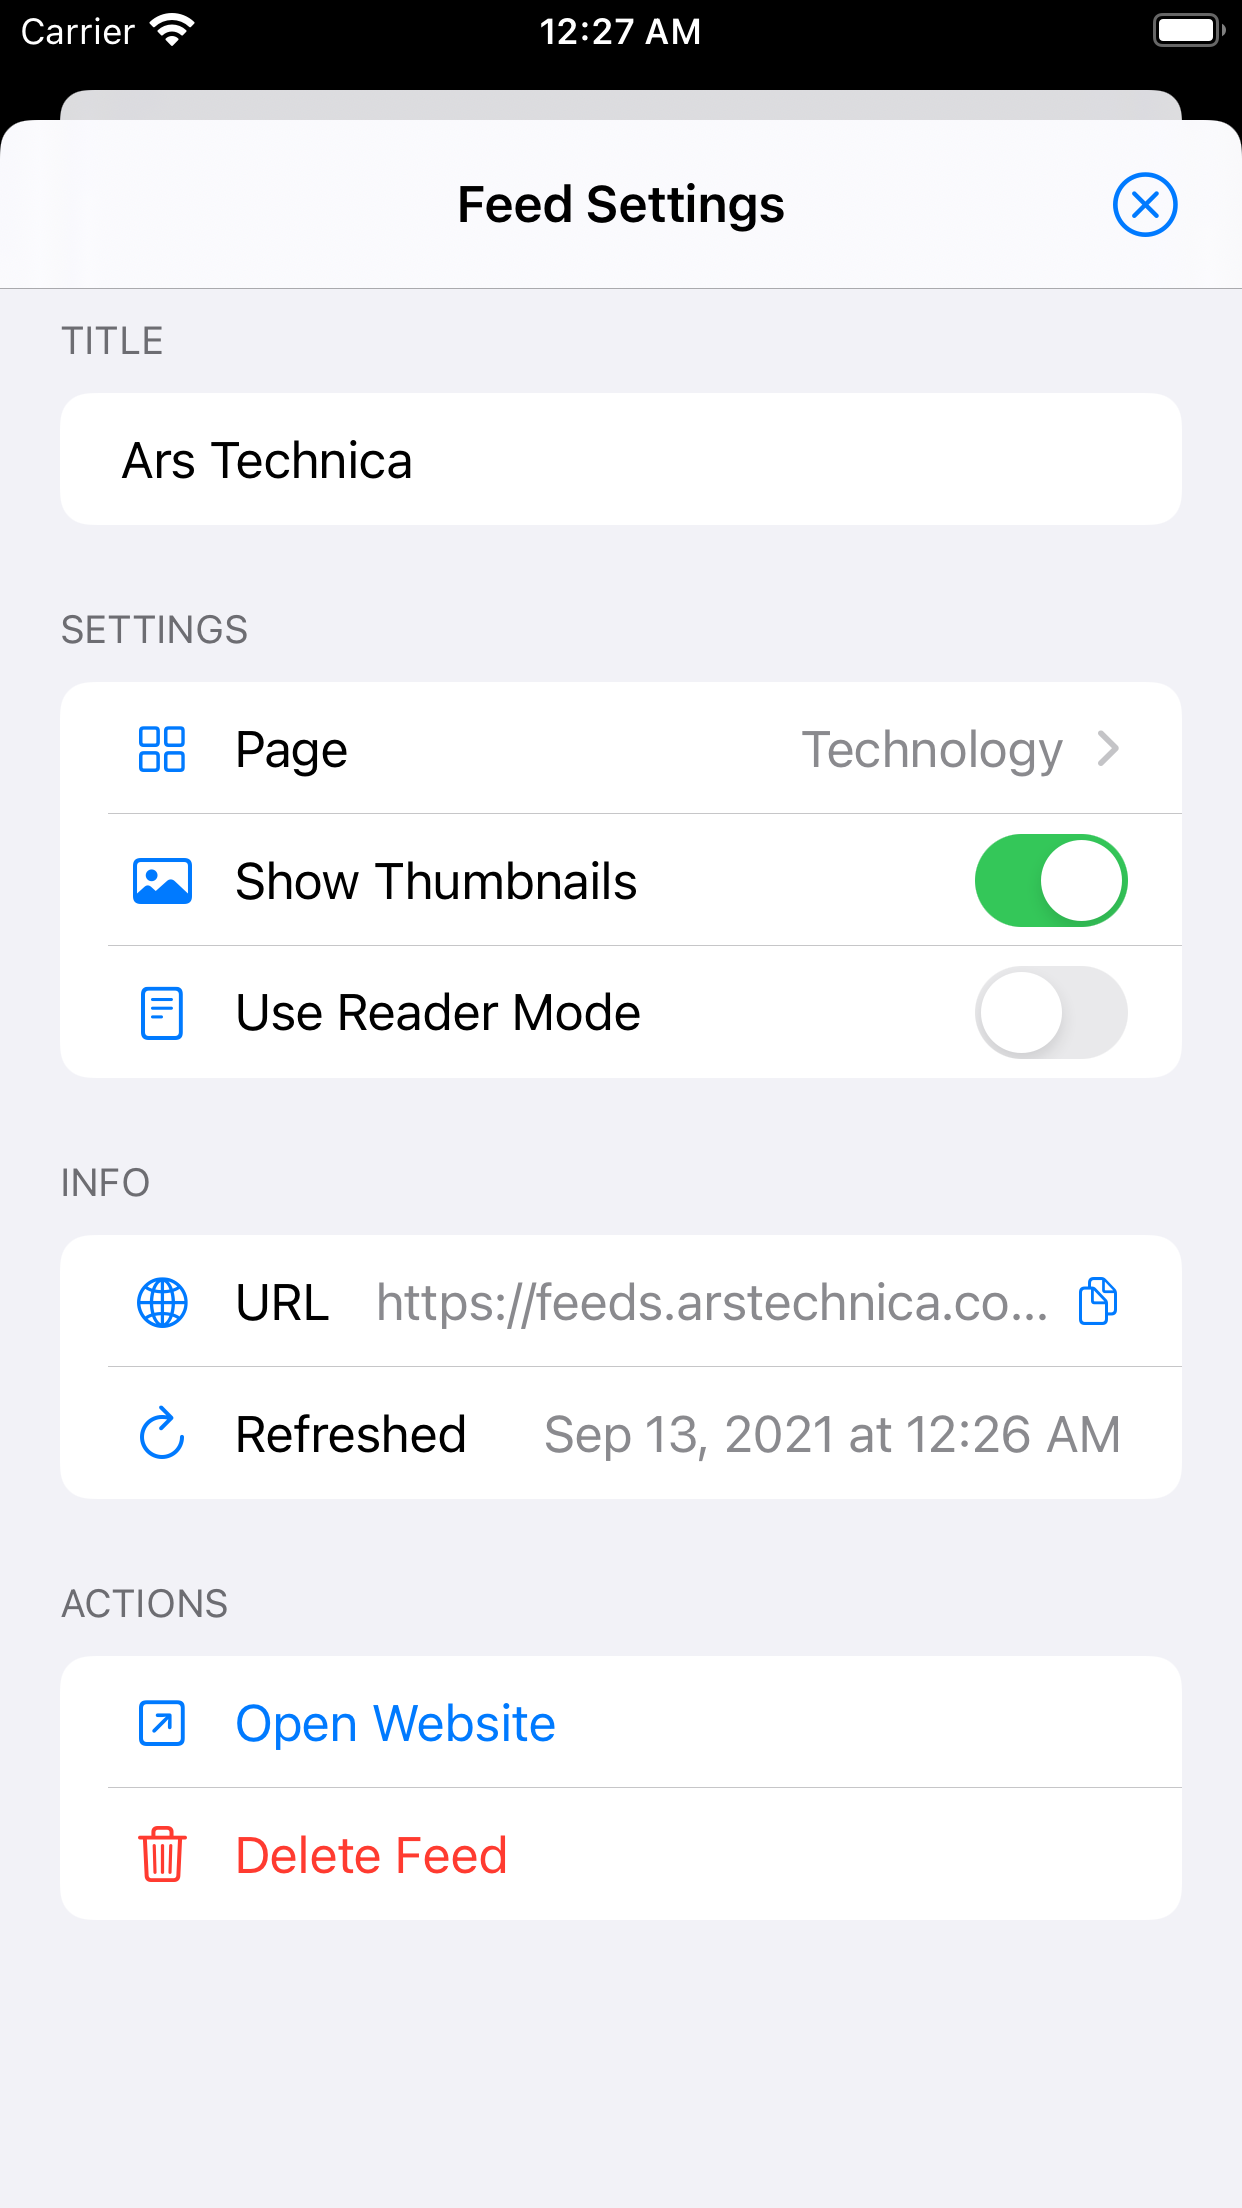 Carrier 12:27 AM
Feed Settings
TITLE
Ars Technica
SETTINGS
Page Technology
Show Thumbnails
Use Reader Mode
INFO
URL https://feeds.arstechnica.co...
Refreshed Sep 13, 2021 at 12:26 AM
ACTIONS
Open Website
Delete Feed